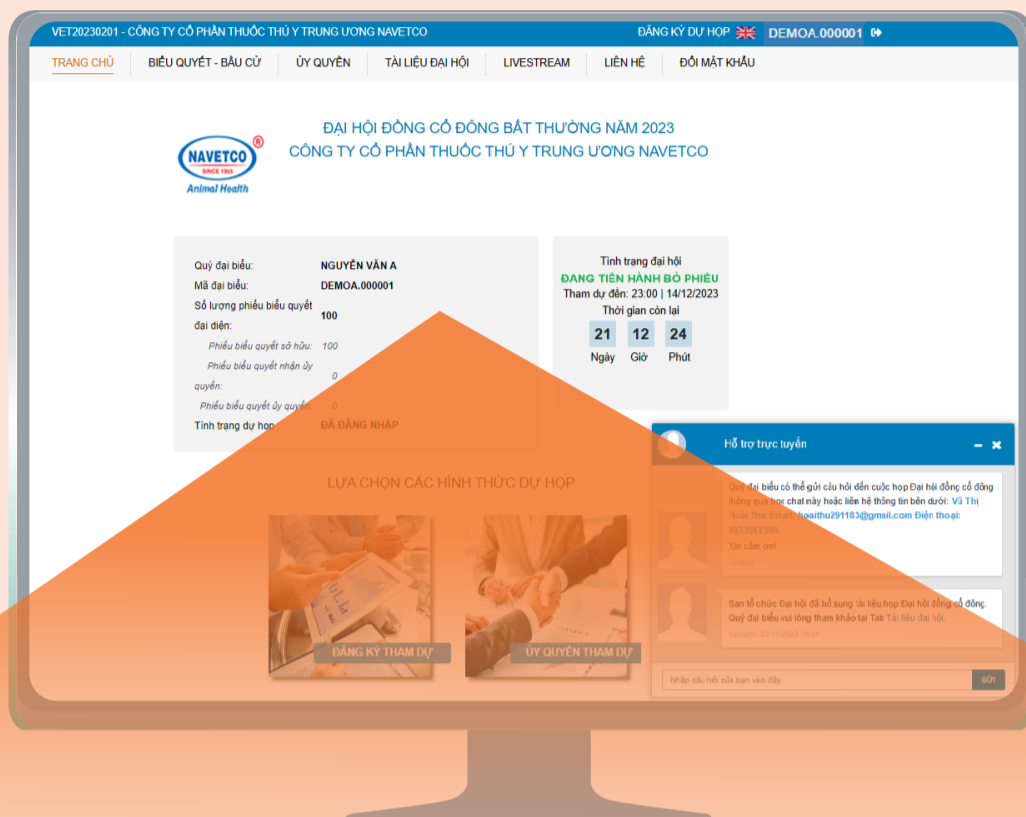 VET20230201 - CÔNG TY CỔ PHẦN THUỐC THÚ Y TRUNG ƯƠNG NAVETCO
ĐĂNG KÝ DỰ HỌP DEMOA.000001
TRANG CHỦ BIỂU QUYẾT - BẦU CỬ ỦY QUYỀN TÀI LIỆU ĐẠI HỘI LIVESTREAM LIÊN HỆ ĐỔI MẬT KHẨU
ĐẠI HỘI ĐỒNG CỔ ĐÔNG BẤT THƯỜNG NĂM 2023
CÔNG TY CỔ PHẦN THUỐC THÚ Y TRUNG ƯƠNG NAVETCO
®
NAVETCO
Animal Health
Quý đại biểu: NGUYỄN VĂN A
Mã đại biểu: DEMOA.000001
Số lượng phiếu biểu quyết
đại diện: 100
Phiếu biểu quyết sở hữu: 100
Phiếu biểu quyết nhận ủy
quyền: 0
Phiếu biểu quyết ủy quyền: 0
Tình trạng dự họp ĐÃ ĐĂNG NHẬP
Tình trạng đại hội
ĐANG TIẾN HÀNH BỎ PHIẾU
Tham dự đến: 23:00 | 14/12/2023
Thời gian còn lại
21 12 24
Ngày Giờ Phút
LỰA CHỌN CÁC HÌNH THỨC DỰ HỌP
ĐĂNG KÝ THAM DỰ
ỦY QUYỀN THAM DỰ
Hỗ trợ trực tuyến
Quý đại biểu có thể gửi câu hỏi đến cuộc họp Đại hội đồng cổ đông
thông qua box chat này hoặc liên hệ thông tin bên dưới: Vũ Thị
Hoài Thu Email: hoaithu291183@gmail.com Điện thoại:
Xin cảm ơn!
System
Ban tổ chức Đại hội đã bổ sung tài liệu họp Đại hội đồng cổ đông.
Quý đại biểu vui lòng tham khảo tại Tab Tài liệu đại hội.
Nhập câu hỏi của bạn vào đây
GỬI